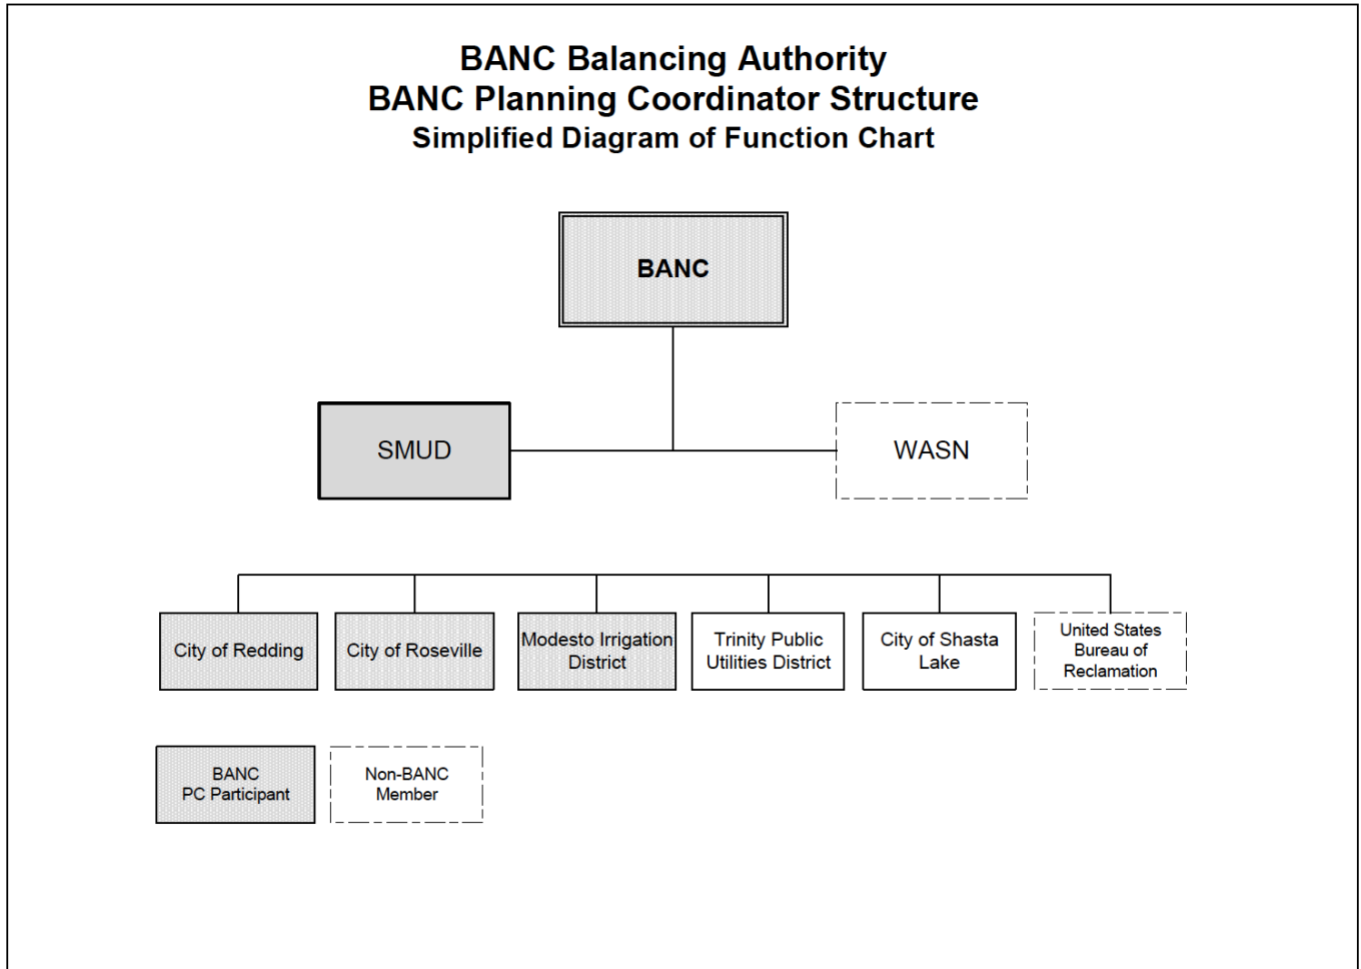 BANC Balancing Authority
BANC Planning Coordinator Structure
Simplified Diagram of Function Chart
BANC
SMUD
WASN
City of Redding
City of Roseville
Modesto Irrigation
District
Trinity Public
Utilities District
City of Shasta
Lake
United States
Bureau of
Reclamation
BANC
PC Participant
Non-BANC
Member